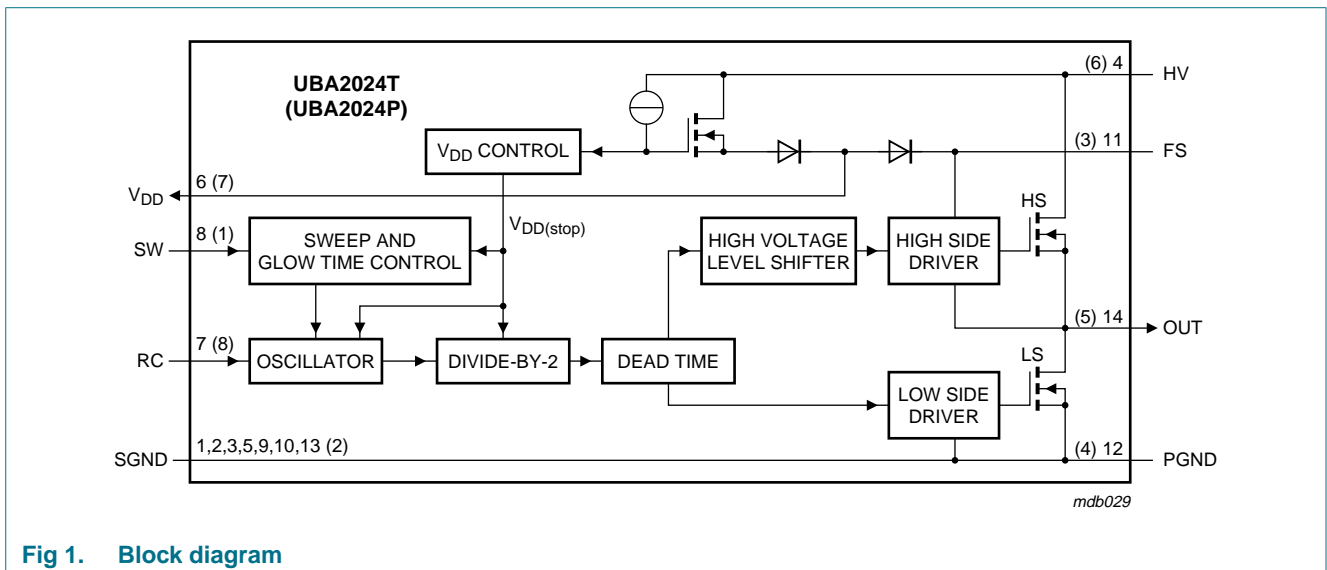 UBA2024T
(UBA2024P)
(6) 4
HV
VDD CONTROL
(3) 11
FS
VDD
6 (7)
VDD(stop)
HS
SW
8 (1)
SWEEP AND
GLOW TIME CONTROL
HIGH VOLTAGE
LEVEL SHIFTER
HIGH SIDE
DRIVER
(5) 14
OUT
RC
7 (8)
OSCILLATOR
DIVIDE-BY-2
DEAD TIME
LS
LOW SIDE
DRIVER
SGND
1,2,3,5,9,10,13 (2)
(4) 12
PGND
mdb029
Fig 1. Block diagram